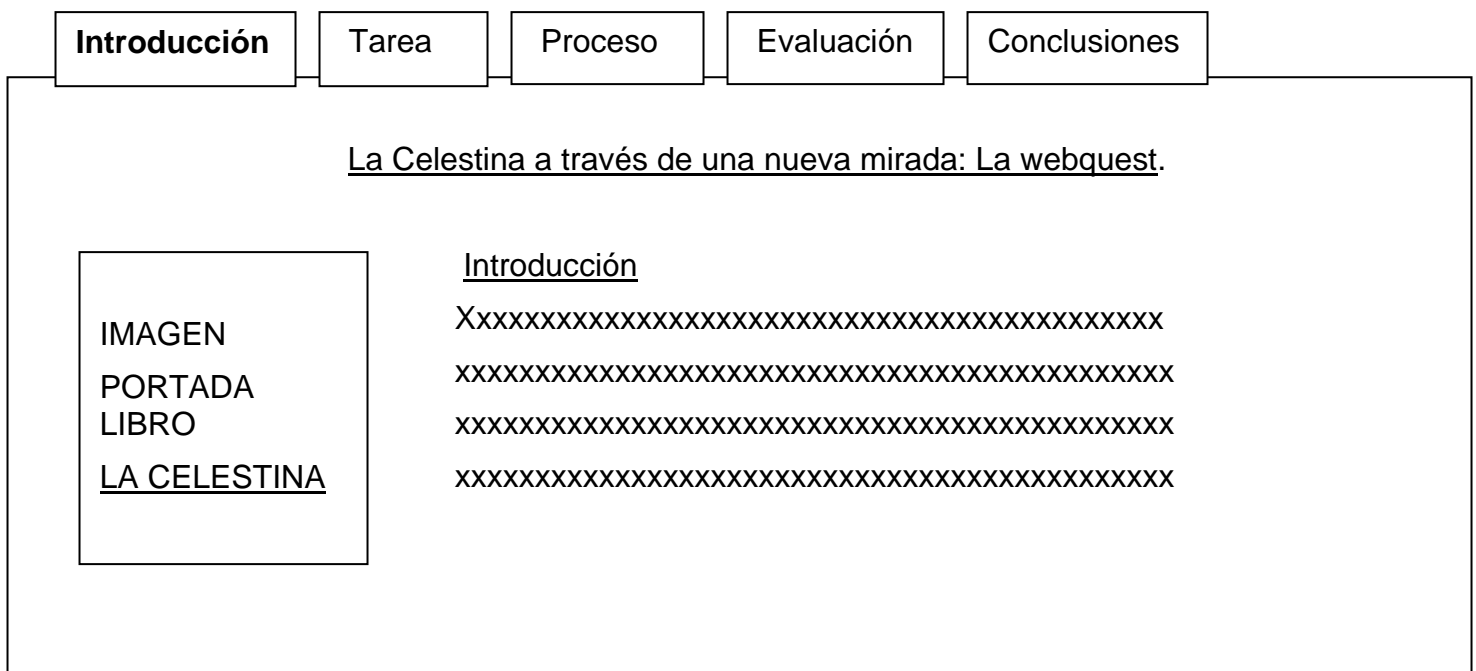 Introducción
Tarea
Proceso
Evaluación
Conclusiones
La Celestina a través de una nueva mirada: La webquest.
IMAGEN
PORTADA
LIBRO
LA CELESTINA
Introducción
Xxxxxxxxxxxxxxxxxxxxxxxxxxxxxxxxxxxxxxxxxxxx
xxxxxxxxxxxxxxxxxxxxxxxxxxxxxxxxxxxxxxxxxxxxx
xxxxxxxxxxxxxxxxxxxxxxxxxxxxxxxxxxxxxxxxxxxxx
xxxxxxxxxxxxxxxxxxxxxxxxxxxxxxxxxxxxxxxxxxxxx